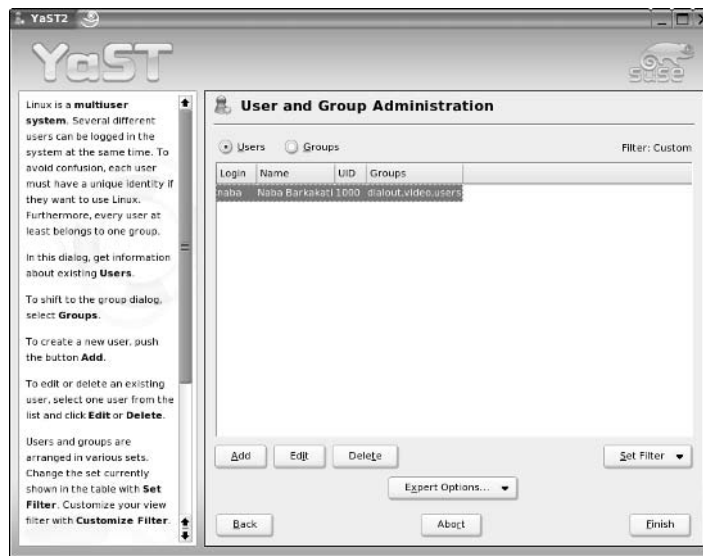 YaST2
YaST
suse
Linux is a multiuser
system. Several different
users can be logged in the
system at the same time. To
avoid confusion, each user
must have a unique identity if
they want to use Linux.
Furthermore, every user at
least belongs to one group.
In this dialog, get information
about existing Users.
To shift to the group dialog,
select Groups.
To create a new user, push
the button Add.
To edit or delete an existing
user, select one user from the
list and click Edit or Delete.
Users and groups are
arranged in various sets.
Change the set currently
shown in the table with Set
Filter. Customize your view
filter with Customize Filter.
User and Group Administration
Users Groups Filter: Custom
Login Name UID Groups
naba Naba Barkakati 1000 dialout,video,users
Add Edit Delete Set Filter
Expert Options...
Back Abort Finish